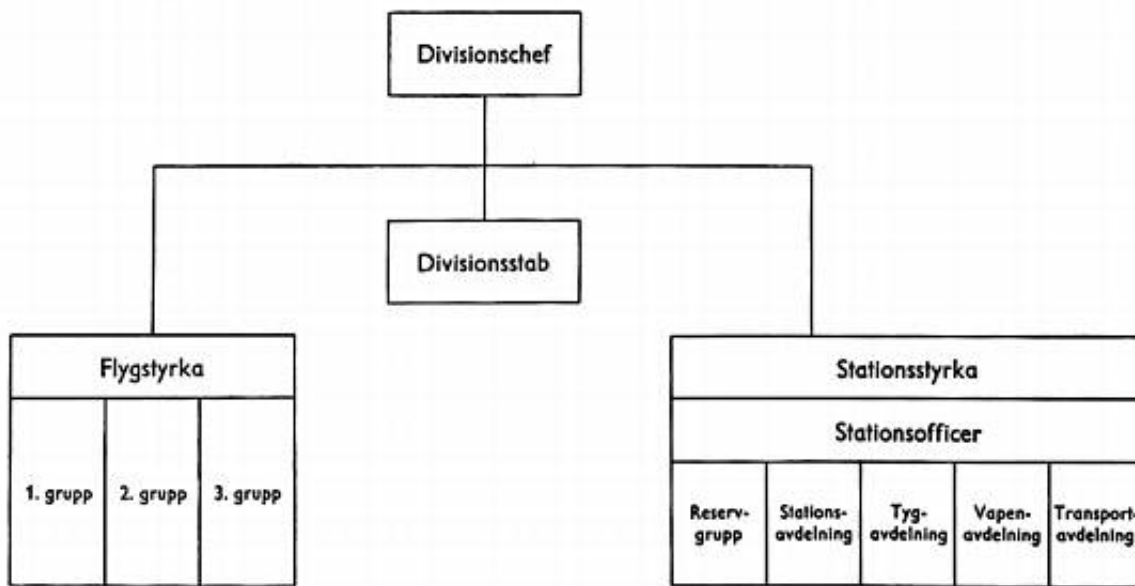 Divisionschef
Divisionsstab
Flygstyrka
1. grupp
2. grupp
3. grupp
Stationsstyrka
Stationsofficer
Reserv-
grupp
Stations-
avdelning
Tyg-
avdelning
Vapen-
avdelning
Transport-
avdelning